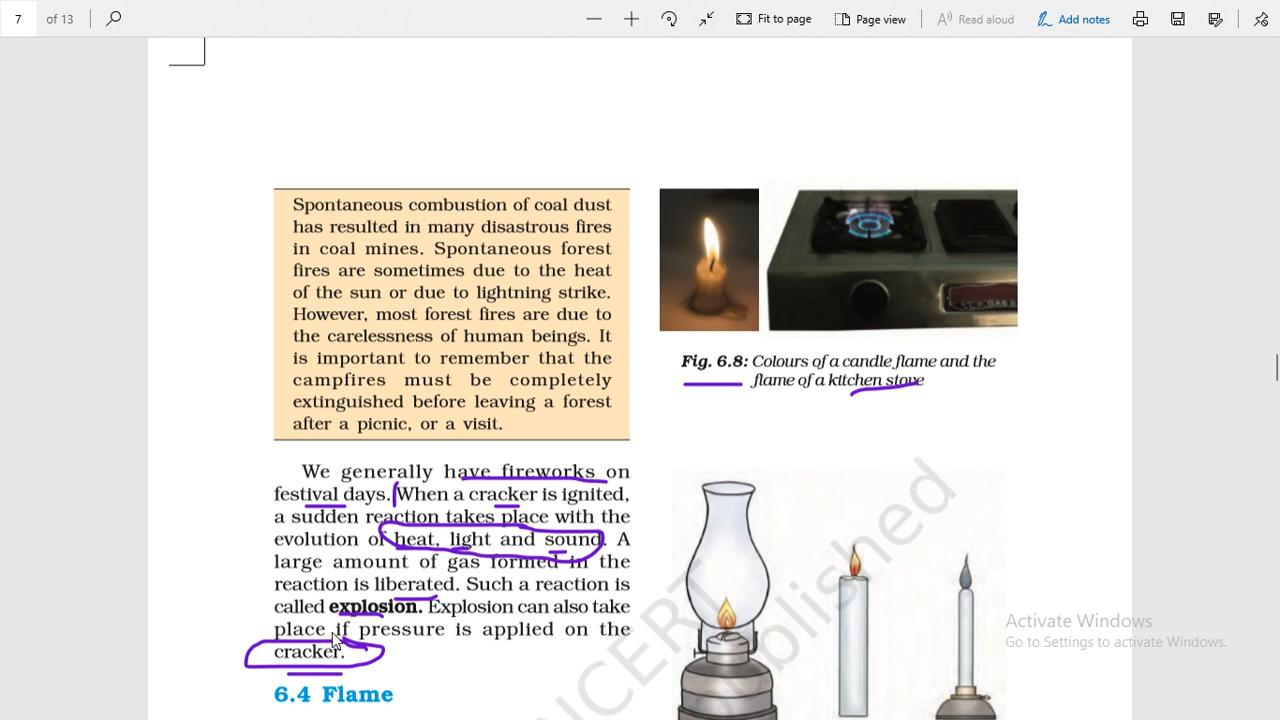 7 of 13 Fit to page Page view Read aloud Add notes
Spontaneous combustion of coal dust
has resulted in many disastrous fires
in coal mines. Spontaneous forest
fires are sometimes due to the heat
of the sun or due to lightning strike.
However, most forest fires are due to
the carelessness of human beings. It
is important to remember that the
campfires must be completely
extinguished before leaving a forest
after a picnic, or a visit.
We generally have fireworks on
festival days. When a cracker is ignited,
a sudden reaction takes place with the
evolution of heat, light and sound. A
large amount of gas formed in the
reaction is liberated. Such a reaction is
called explosion. Explosion can also take
place if pressure is applied on the
cracker.
6.4 Flame
Fig. 6.8: Colours of a candle flame and the
flame of a kitchen stove
NCERT
published
Activate Windows
Go to Settings to activate Windows.